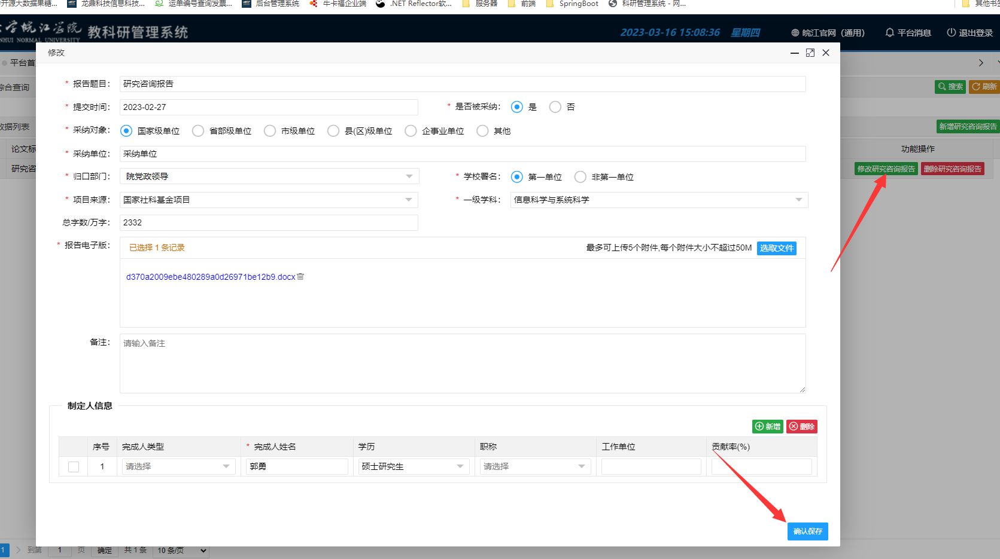 开源大数据果糖...
龙鼎科技信息科技...
运单编号查询发票...
后台管理系统
牛卡福企业端
.NET Reflector软...
服务器
前端
SpringBoot
科研管理系统 - 网...
其他书签
学皖江学院
NHUI NORMAL UNIVERSITY
教科研管理系统
2023-03-16 15:08:36 星期四
皖江官网（通用）
平台消息
退出登录
平台首
修改
综合查询
搜索
刷新
数据列表
新增研究咨询报告
论文标
功能操作
研究咨
修改研究咨询报告
删除研究咨询报告
* 报告题目： 研究咨询报告
* 提交时间： 2023-02-27
* 是否被采纳： 是 否
* 采纳对象： 国家级单位 省部级单位 市级单位 县(区)级单位 企事业单位 其他
* 采纳单位： 采纳单位
* 归口部门： 院党政领导
* 学校署名： 第一单位 非第一单位
* 项目来源： 国家社科基金项目
* 一级学科： 信息科学与系统科学
总字数/万字： 2332
* 报告电子版： 已选择 1 条记录
最多可上传5个附件,每个附件大小不超过50M 选取文件
d370a2009ebe480289a0d26971be12b9.docx
备注： 请输入备注
制定人信息
新增 删除
序号 完成人类型 * 完成人姓名 学历 职称 工作单位 贡献率(%)
1 请选择 郭勇 硕士研究生 请选择
确认保存
1 到第 1 页 确定 共 1 条 10 条/页